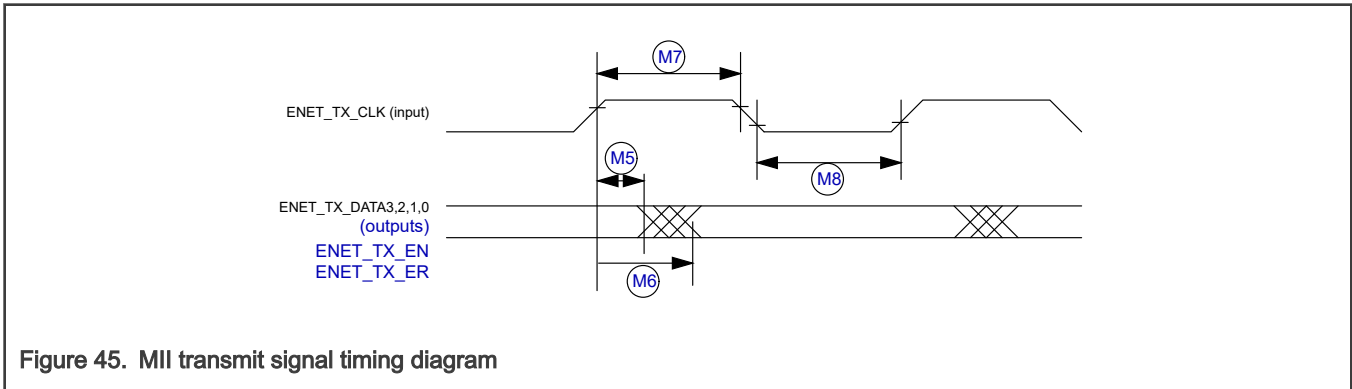 M7
ENET_TX_CLK (input)
M5
M8
ENET_TX_DATA3,2,1,0
(outputs)
ENET_TX_EN
ENET_TX_ER
M6
Figure 45. MII transmit signal timing diagram